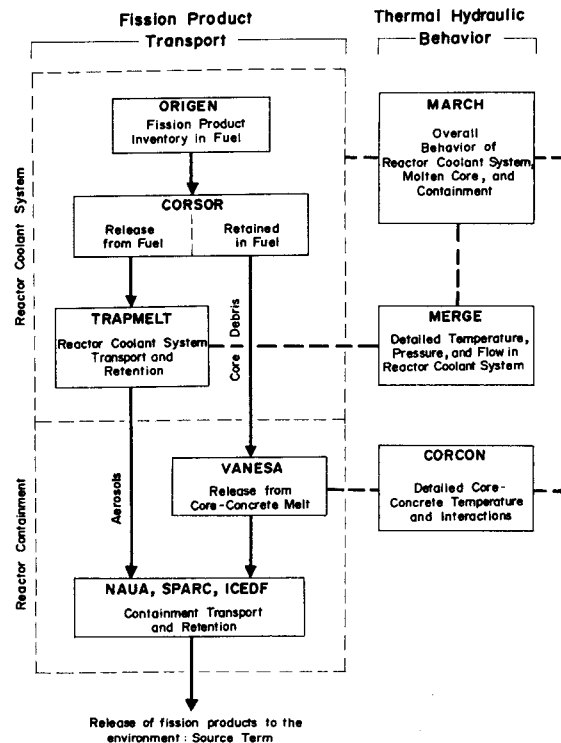 Fission Product
Transport
Thermal Hydraulic
Behavior
Reactor Coolant System
ORIGEN
Fission Product
Inventory in Fuel
CORSOR
Release
from Fuel
Retained
in Fuel
TRAPMELT
Reactor Coolant System
Transport and
Retention
Core Debris
MARCH
Overall
Behavior of
Reactor Coolant System,
Molten Core, and
Containment
MERGE
Detailed Temperature,
Pressure, and Flow in
Reactor Coolant System
Reactor Containment
Aerosols
VANESA
Release from
Core-Concrete Melt
CORCON
Detailed Core-
Concrete Temperature
and Interactions
NAUA, SPARC, ICEDF
Containment Transport
and Retention
Release of fission products to the
environment: Source Term